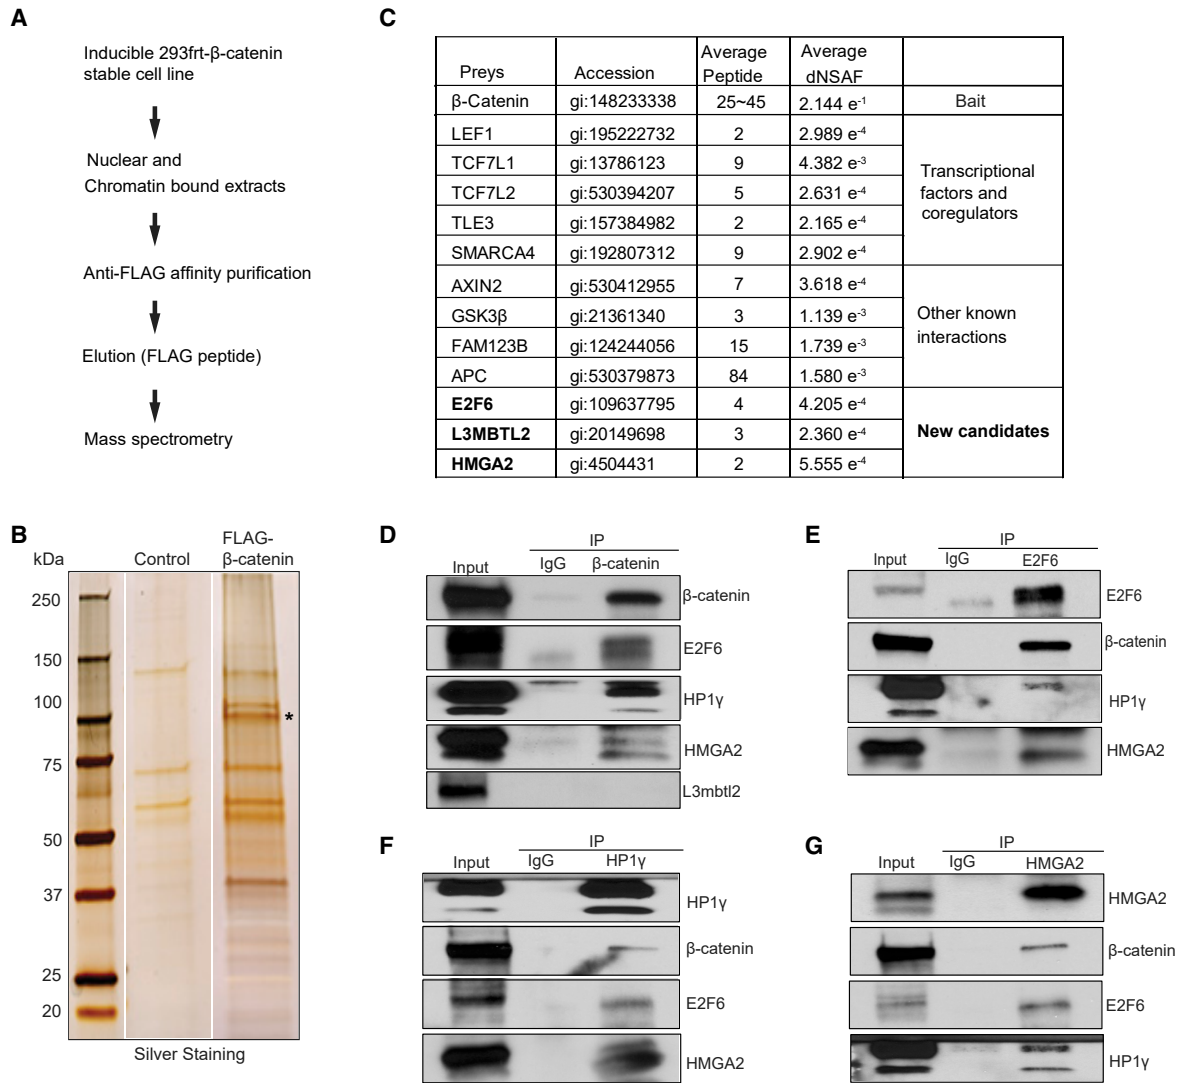 A
Inducible 293frt-β-catenin
stable cell line
Nuclear and
Chromatin bound extracts
Anti-FLAG affinity purification
Elution (FLAG peptide)
Mass spectrometry
C
Preys Accession Average Peptide Average dNSAF
β-Catenin gi:148233338 25~45 2.144 e-1 Bait
LEF1 gi:195222732 2 2.989 e-4
TCF7L1 gi:13786123 9 4.382 e-3
TCF7L2 gi:530394207 5 2.631 e-4
TLE3 gi:157384982 2 2.165 e-4
SMARCA4 gi:192807312 9 2.902 e-4
Transcriptional
factors and
coregulators
AXIN2 gi:530412955 7 3.618 e-4
GSK3β gi:21361340 3 1.139 e-3
FAM123B gi:124244056 15 1.739 e-3
APC gi:530379873 84 1.580 e-3
Other known
interactions
E2F6 gi:109637795 4 4.205 e-4
L3MBTL2 gi:20149698 3 2.360 e-4
HMGA2 gi:4504431 2 5.555 e-4
New candidates
B
kDa Control FLAG-
β-catenin
250
150
100
*
75
50
37
25
20
Silver Staining
D
IP
Input IgG β-catenin
β-catenin
E2F6
HP1γ
HMGA2
L3mbtl2
E
IP
Input IgG E2F6
E2F6
β-catenin
HP1γ
HMGA2
F
IP
Input IgG HP1γ
HP1γ
β-catenin
E2F6
HMGA2
G
IP
Input IgG HMGA2
HMGA2
β-catenin
E2F6
HP1γ